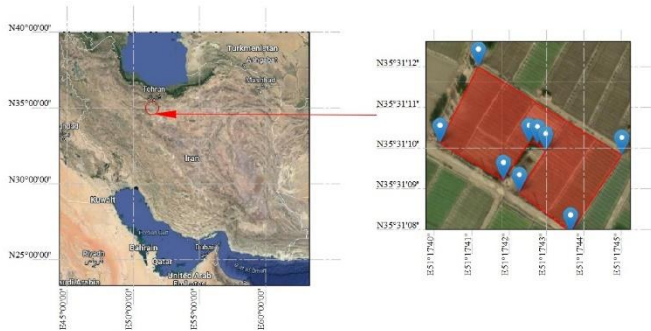 N40°00'00"
N35°00'00"
N30°00'00"
N25°00'00"
E45°00'00"
E50°00'00"
E55°00'00"
E60°00'00"
Turkmenistan
Tehran
Iran
Kuwait
Bahrain
Qatar
Dubai
Riyadh
United Arab
N35°31'12"
N35°31'11"
N35°31'10"
N35°31'09"
N35°31'08"
E51°17'40"
E51°17'41"
E51°17'42"
E51°17'43"
E51°17'44"
E51°17'45"